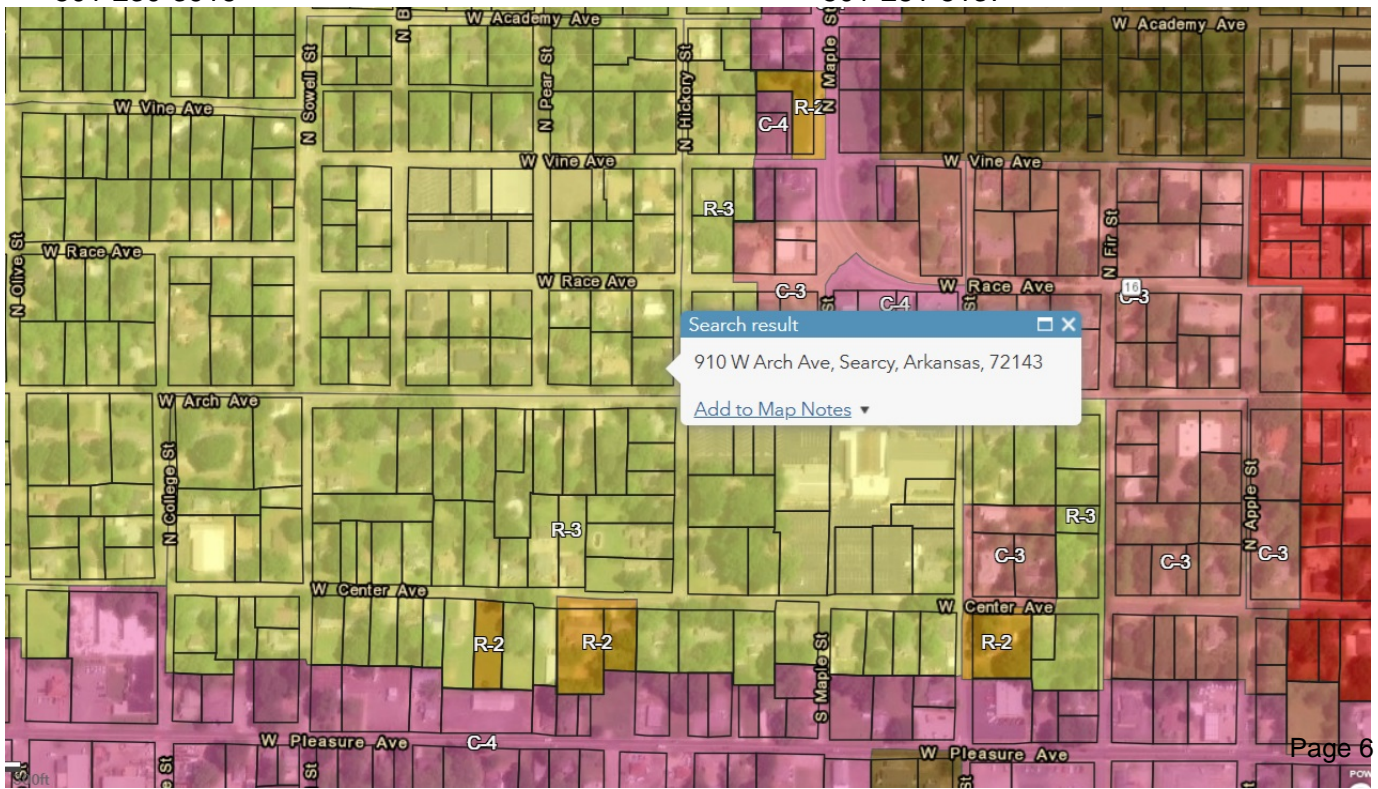 W Academy Ave
W Academy Ave
N Sowell St
N Pear St
N Hickory St
N Maple St
W Vine Ave
R-2
C-4
W Vine Ave
W Vine Ave
R-3
N Fir St
N Olive St
W Race Ave
W Race Ave
C-3
W Race Ave
16
C-3
C-4
Search result
910 W Arch Ave, Searcy, Arkansas, 72143
Add to Map Notes
W Arch Ave
N College St
N Apple St
R-3
R-3
C-3
C-3
C-3
W Center Ave
W Center Ave
R-2
R-2
R-2
S Maple St
W Pleasure Ave
C-4
W Pleasure Ave
Page 6